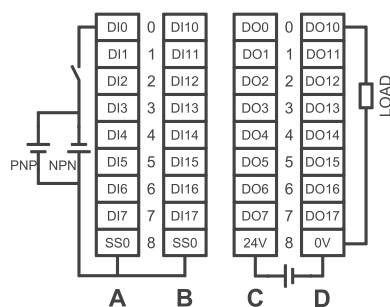 DI0 0 DI10 DO0 0 DO10
DI1 1 DI11 DO1 1 DO11
DI2 2 DI12 DO2 2 DO12
DI3 3 DI13 DO3 3 DO13
DI4 4 DI14 DO4 4 DO14
DI5 5 DI15 DO5 5 DO15
DI6 6 DI16 DO6 6 DO16
DI7 7 DI17 DO7 7 DO17
SS0 8 SS0 24V 8 0V
PNP NPN
LOAD
A B C D